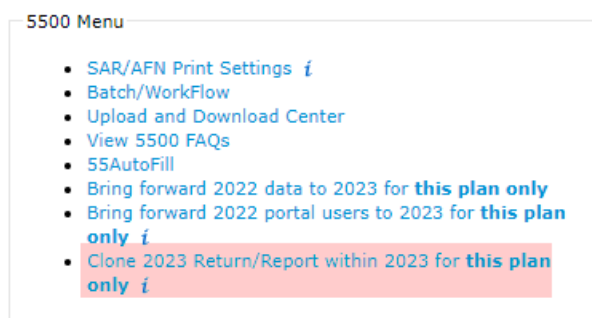 5500 Menu
SAR/AFN Print Settings i
Batch/WorkFlow
Upload and Download Center
View 5500 FAQs
55AutoFill
Bring forward 2022 data to 2023 for this plan only
Bring forward 2022 portal users to 2023 for this plan
only i
Clone 2023 Return/Report within 2023 for this plan
only i